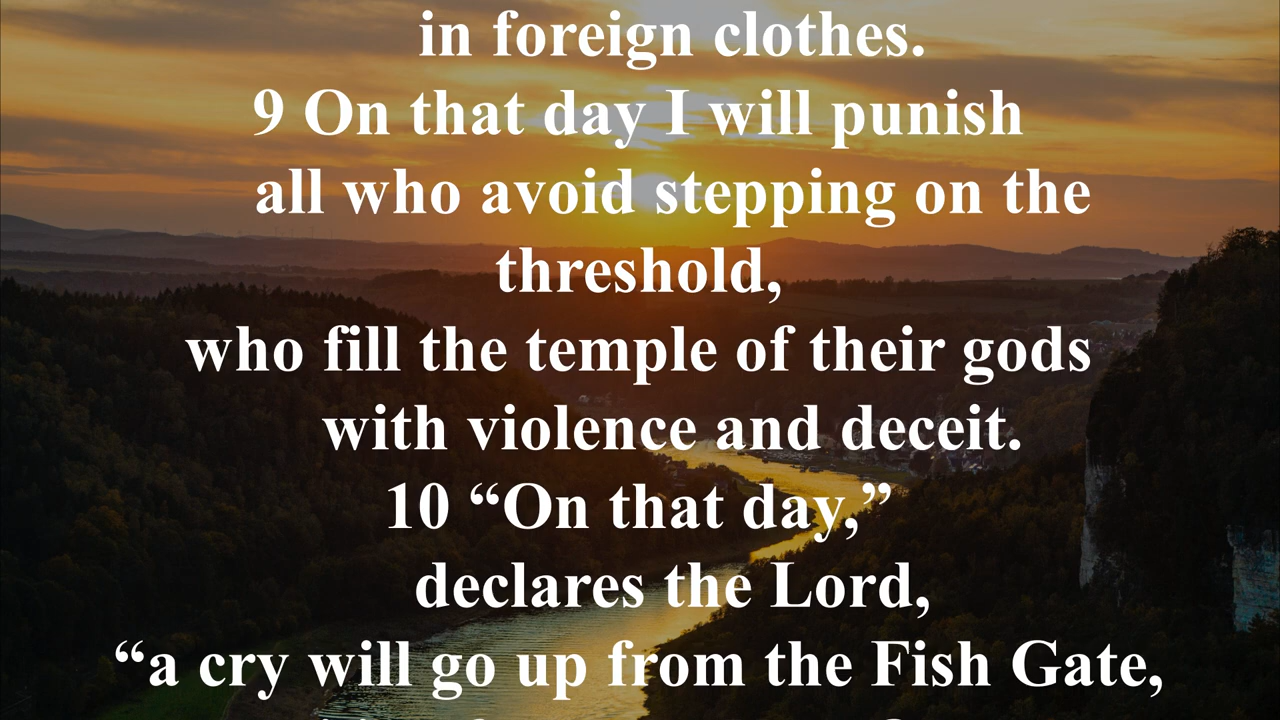 in foreign clothes.
9 On that day I will punish
all who avoid stepping on the
threshold,
who fill the temple of their gods
with violence and deceit.
10 “On that day,”
declares the Lord,
“a cry will go up from the Fish Gate,